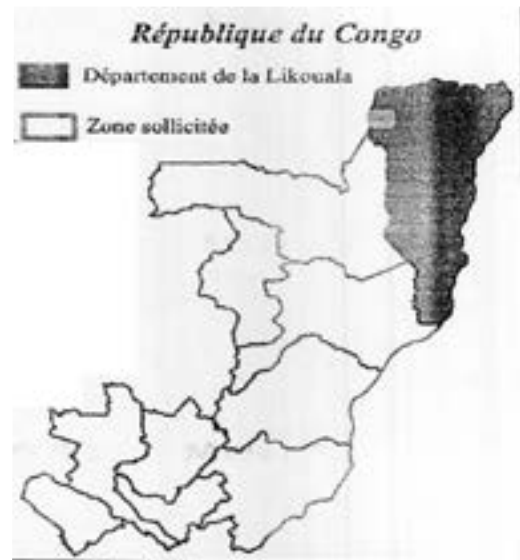 République du Congo
Département de la Likouala
Zone sollicitée